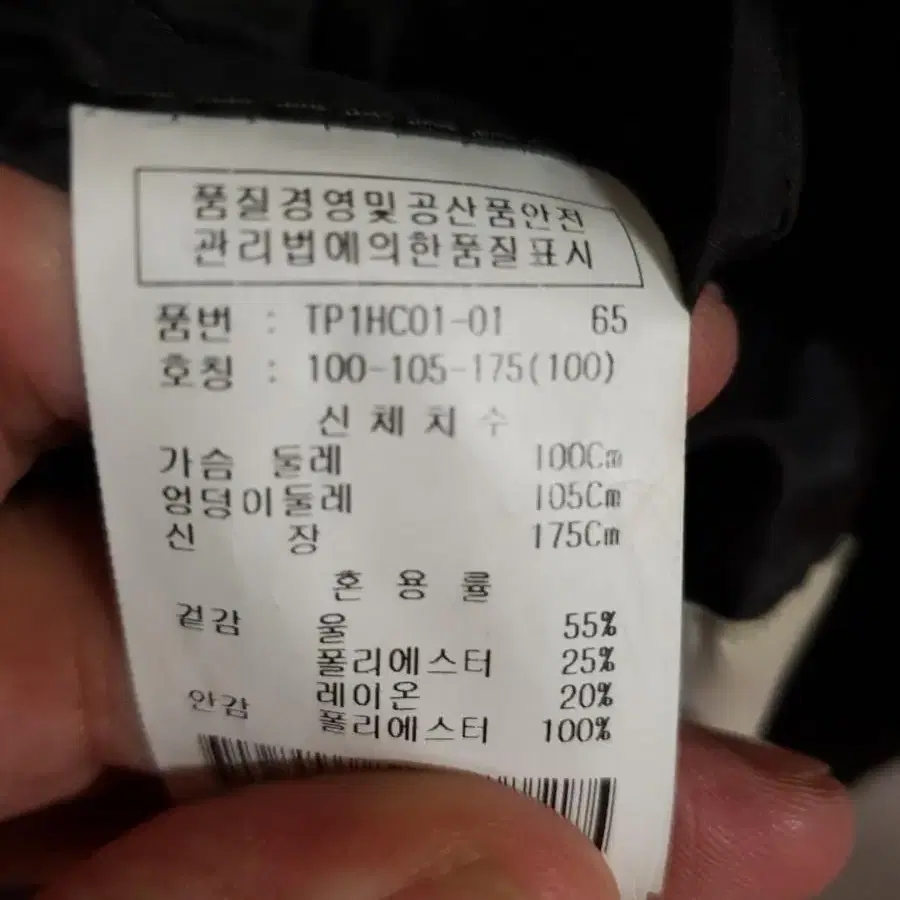 품질경영및공산품안전
관리법에의한품질표시
품번 : TP1HC01-01 65
호칭 : 100-105-175(100)
신체치수
가슴 둘레 100Cm
엉덩이둘레 105Cm
신 장 175Cm
혼 용 률
겉감 울 55%
폴리에스터 25%
레이온 20%
안감 폴리에스터 100%